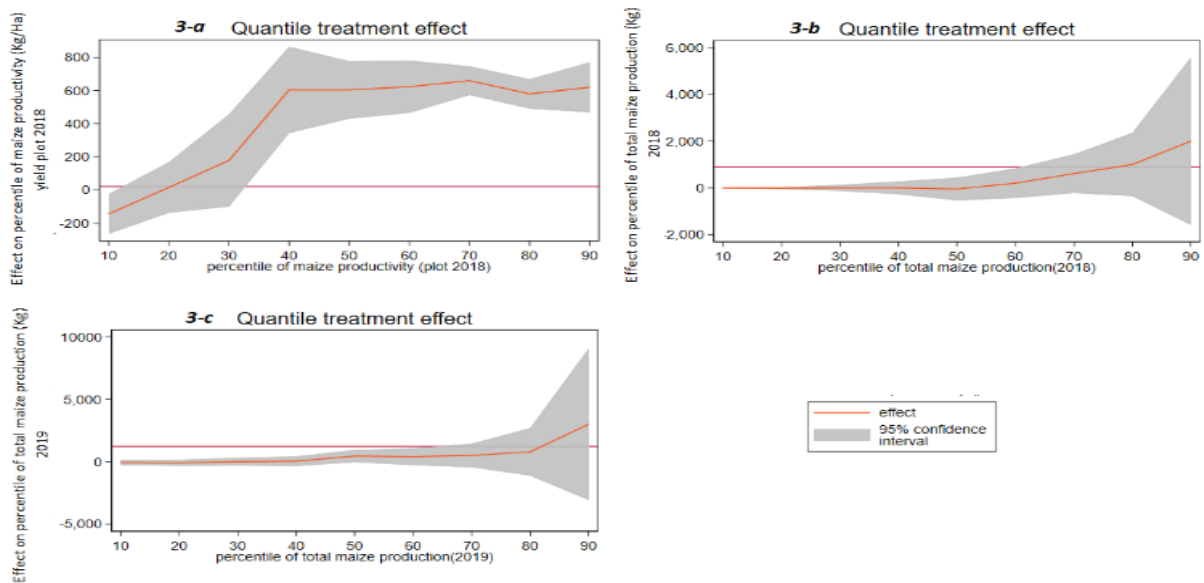 3-a Quantile treatment effect
Effect on percentile of maize productivity (Kg/Ha)
yield plot 2018
800
600
400
200
0
-200
10 20 30 40 50 60 70 80 90
percentile of maize productivity (plot 2018)
3-b Quantile treatment effect
Effect on percentile of total maize production (Kg)
2018
6,000
4,000
2,000
0
-2,000
10 20 30 40 50 60 70 80 90
percentile of total maize production(2018)
3-c Quantile treatment effect
Effect on percentile of total maize production (Kg)
2019
10000
5,000
0
-5,000
10 20 30 40 50 60 70 80 90
percentile of total maize production(2019)
effect
95% confidence
interval